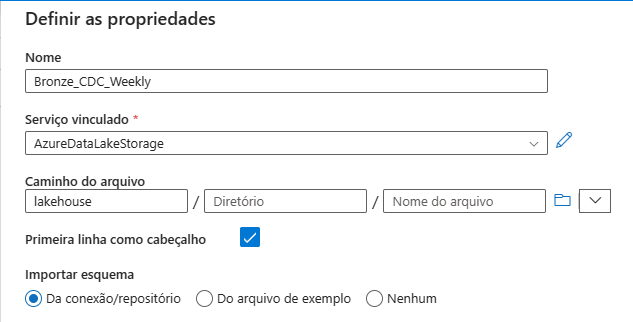 Definir as propriedades
Nome
Bronze_CDC_Weekly
Serviço vinculado *
AzureDataLakeStorage
Caminho do arquivo
lakehouse / Diretório / Nome do arquivo
Primeira linha como cabeçalho
Importar esquema
Da conexão/repositório Do arquivo de exemplo Nenhum